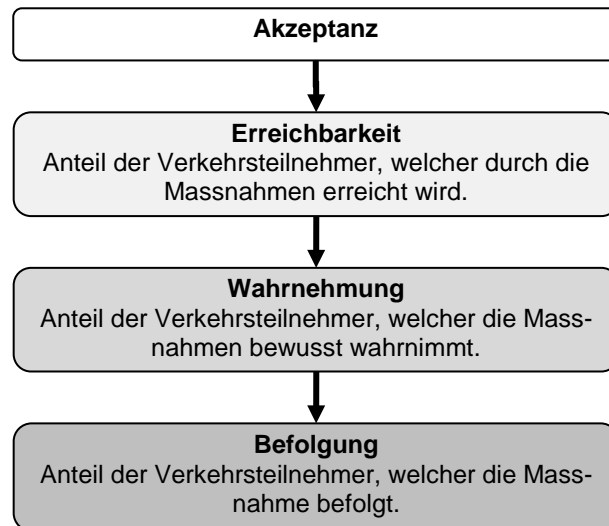 Akzeptanz
Erreichbarkeit
Anteil der Verkehrsteilnehmer, welcher durch die
Massnahmen erreicht wird.
Wahrnehmung
Anteil der Verkehrsteilnehmer, welcher die Mass-
nahmen bewusst wahrnimmt.
Befolgung
Anteil der Verkehrsteilnehmer, welcher die Mass-
nahme befolgt.